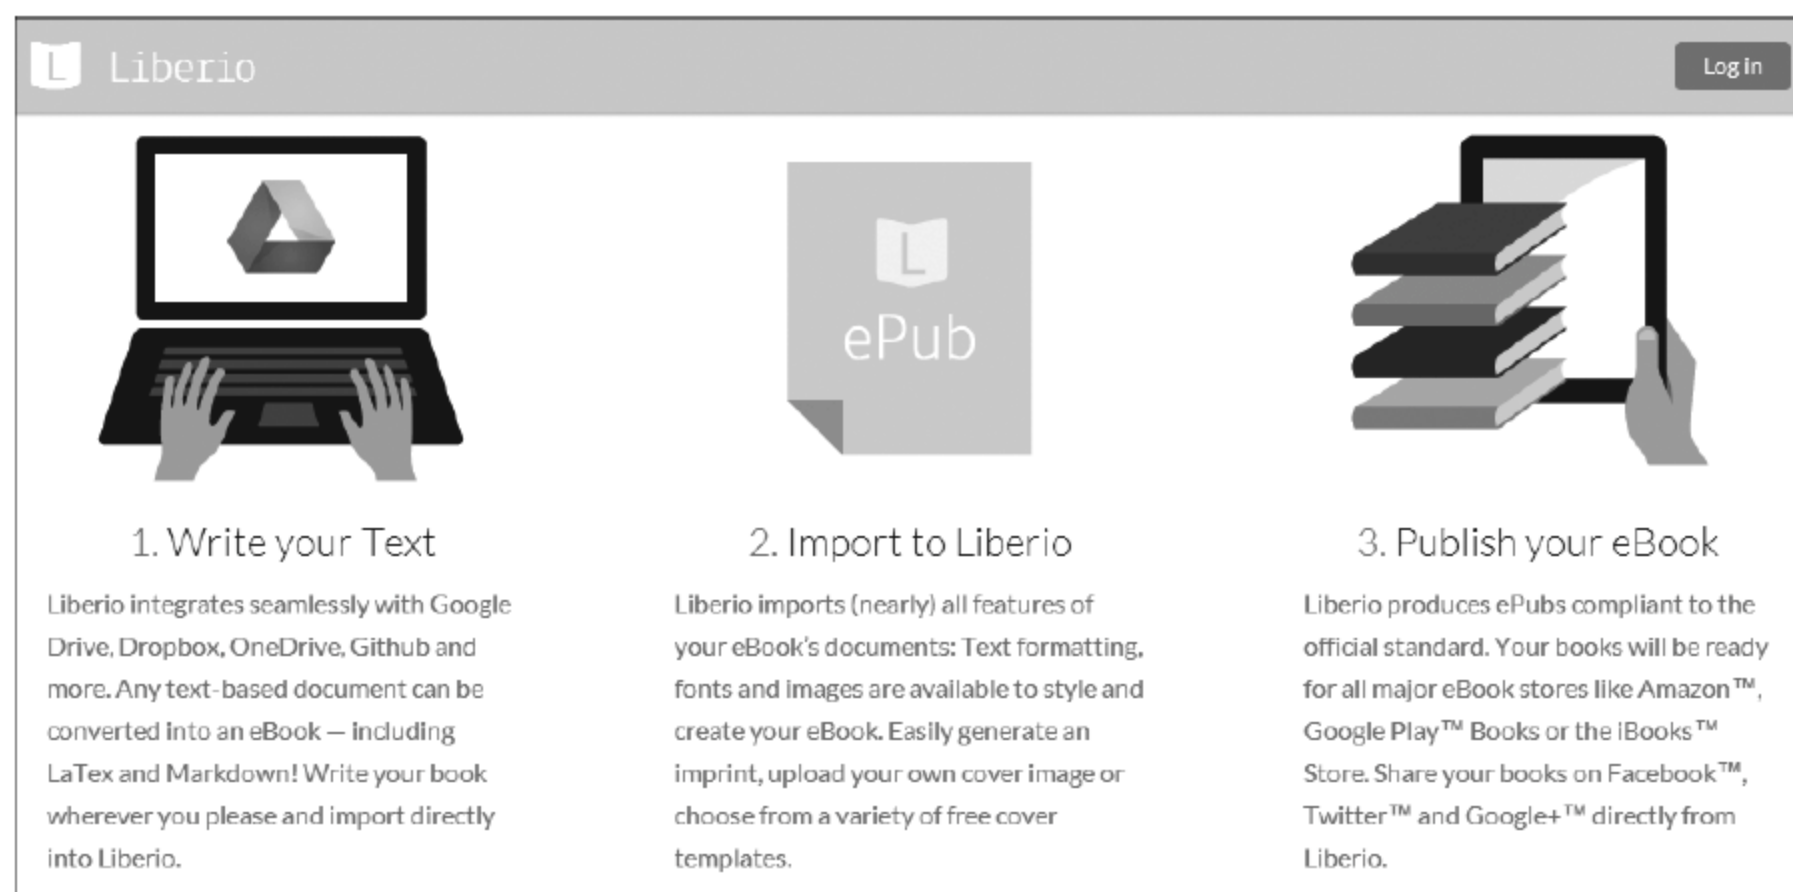 L Liberio
Log in
L
ePub
1. Write your Text
Liberio integrates seamlessly with Google
Drive, Dropbox, OneDrive, Github and
more. Any text-based document can be
converted into an eBook — including
LaTex and Markdown! Write your book
wherever you please and import directly
into Liberio.
2. Import to Liberio
Liberio imports (nearly) all features of
your eBook's documents: Text formatting,
fonts and images are available to style and
create your eBook. Easily generate an
imprint, upload your own cover image or
choose from a variety of free cover
templates.
3. Publish your eBook
Liberio produces ePubs compliant to the
official standard. Your books will be ready
for all major eBook stores like Amazon™,
Google Play™ Books or the iBooks™
Store. Share your books on Facebook™,
Twitter™ and Google+™ directly from
Liberio.